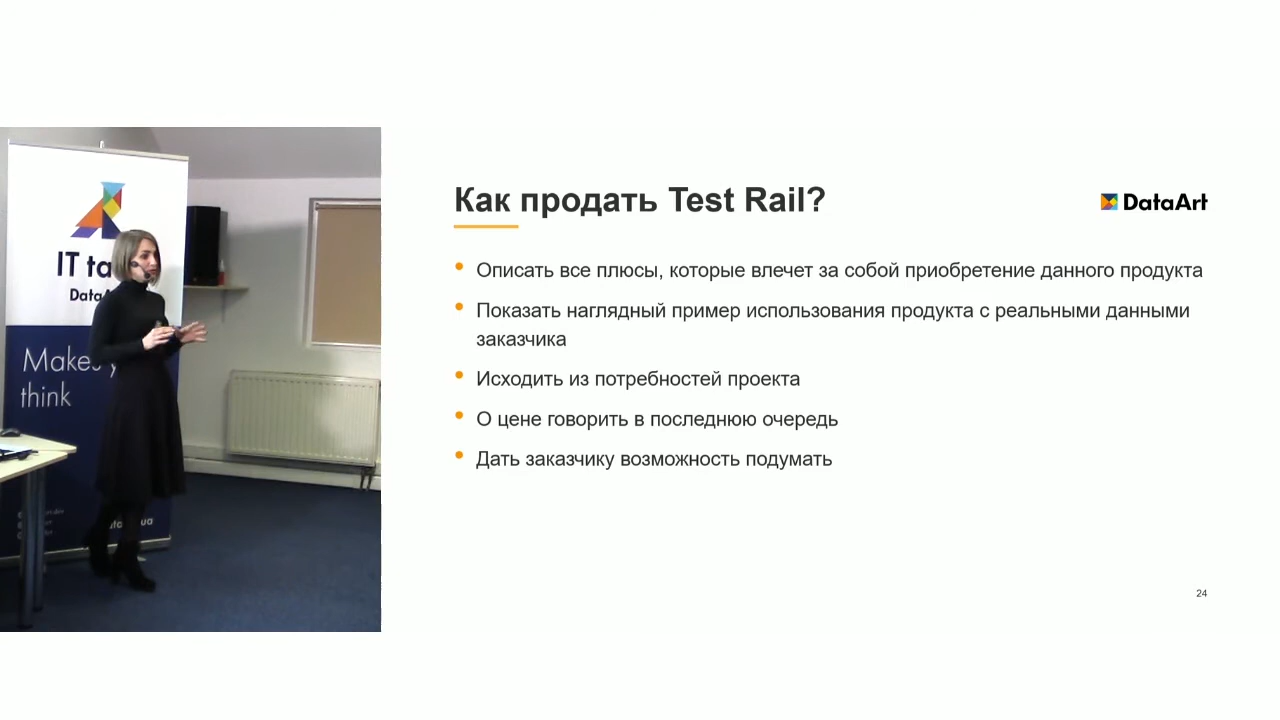 IT ta
Data
Makes y
think
Как продать Test Rail?
DataArt
Описать все плюсы, которые влечет за собой приобретение данного продукта
Показать наглядный пример использования продукта с реальными данными
заказчика
Исходить из потребностей проекта
О цене говорить в последнюю очередь
Дать заказчику возможность подумать
24